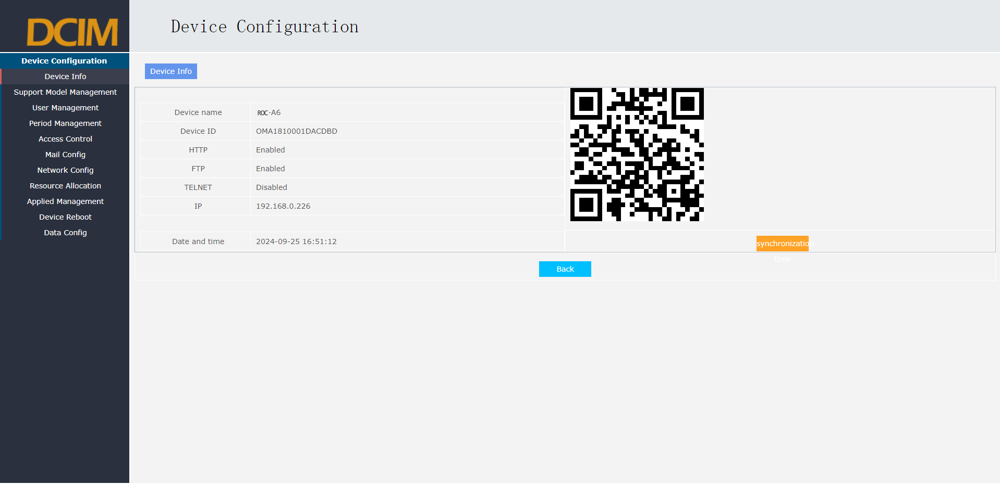 DCIM
Device Configuration
Device Configuration
Device Info
Support Model Management
User Management
Period Management
Access Control
Mail Config
Network Config
Resource Allocation
Applied Management
Device Reboot
Data Config
Device Info
Device name ROC-A6
Device ID OMA1810001DACDBD
HTTP Enabled
FTP Enabled
TELNET Disabled
IP 192.168.0.226
Date and time 2024-09-25 16:51:12
synchronization
time
Back